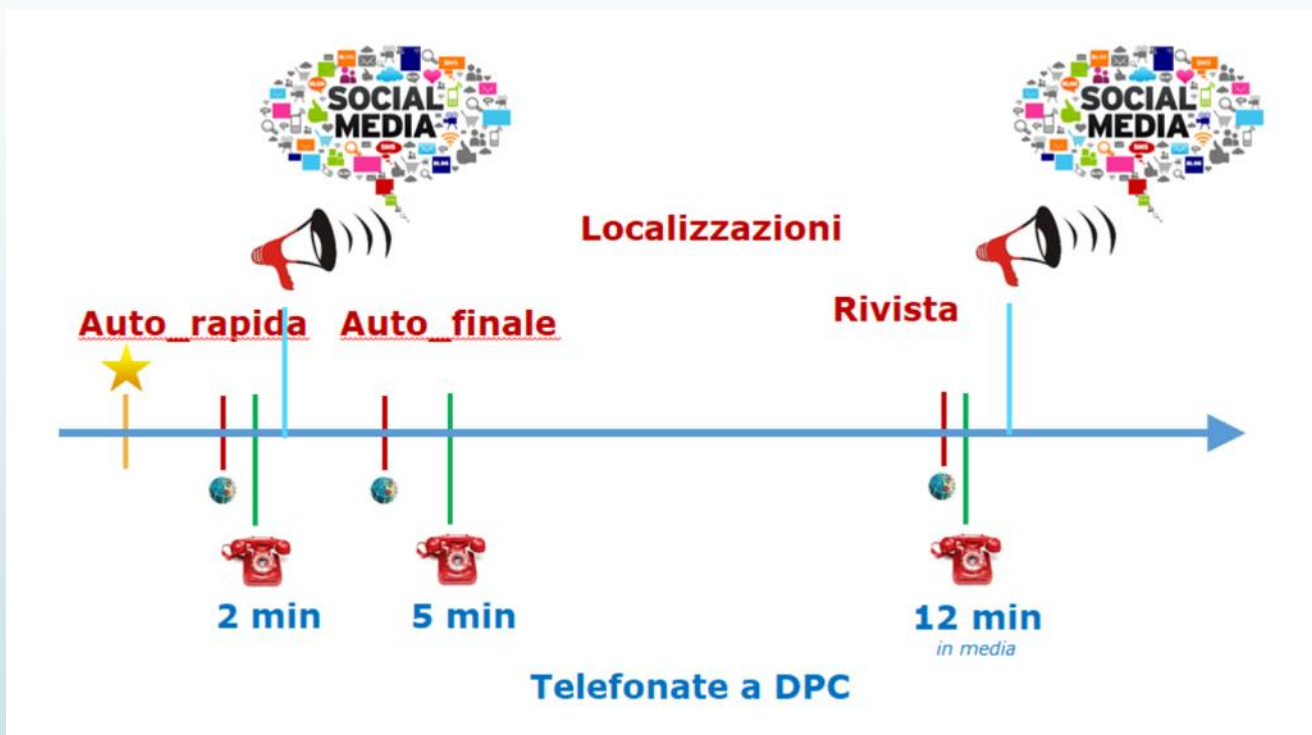 SOCIAL
MEDIA
SOCIAL
MEDIA
Localizzazioni
Auto_rapida
Auto_finale
Rivista
2 min
5 min
12 min
in media
Telefonate a DPC